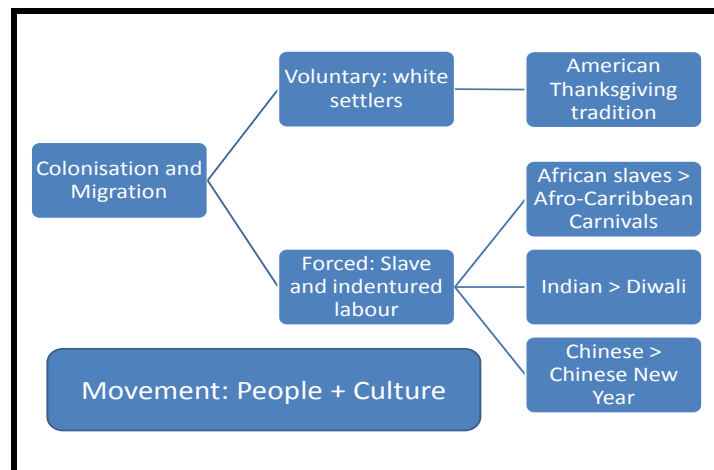 Colonisation and
Migration
Voluntary: white
settlers
American
Thanksgiving
tradition
Forced: Slave
and indentured
labour
African slaves >
Afro-Carribbean
Carnivals
Indian > Diwali
Chinese >
Chinese New
Year
Movement: People + Culture